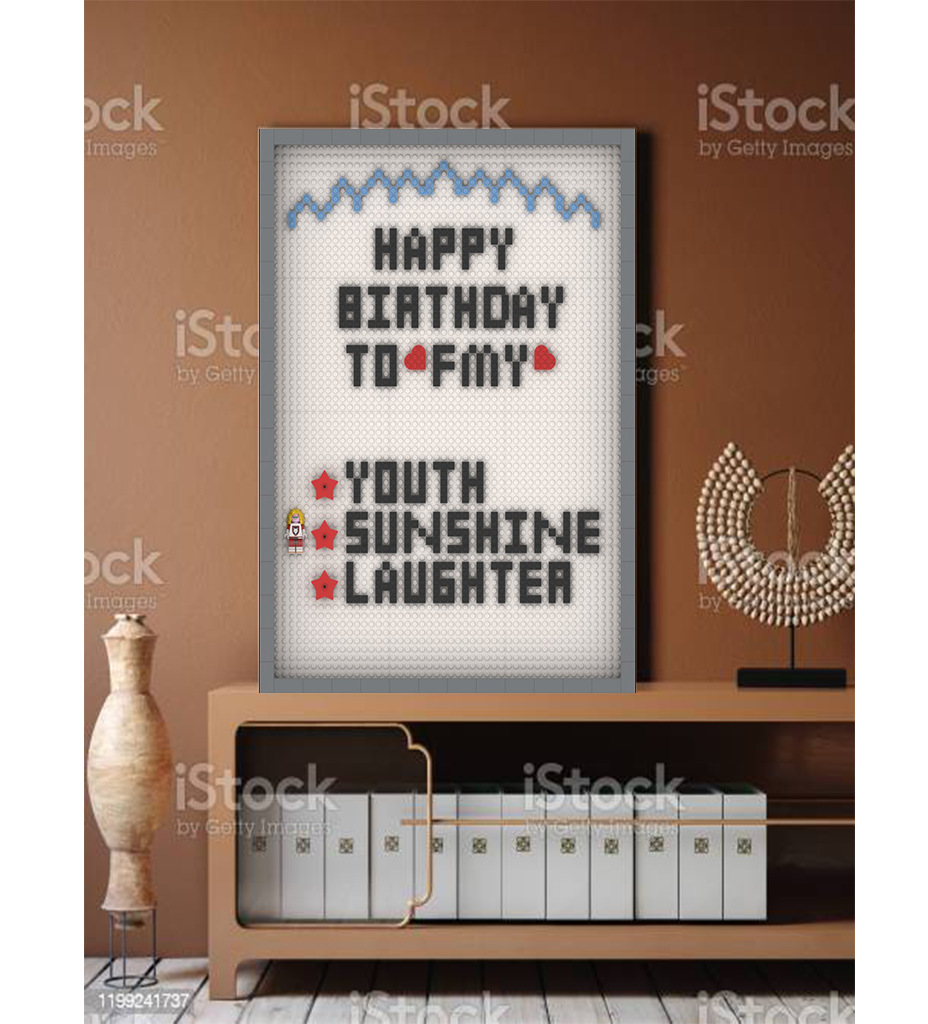 iStock
by Getty Images
HAPPY
BIRTHDAY
TO FMY
YOUTH
SUNSHINE
LAUGHTER
1199241737